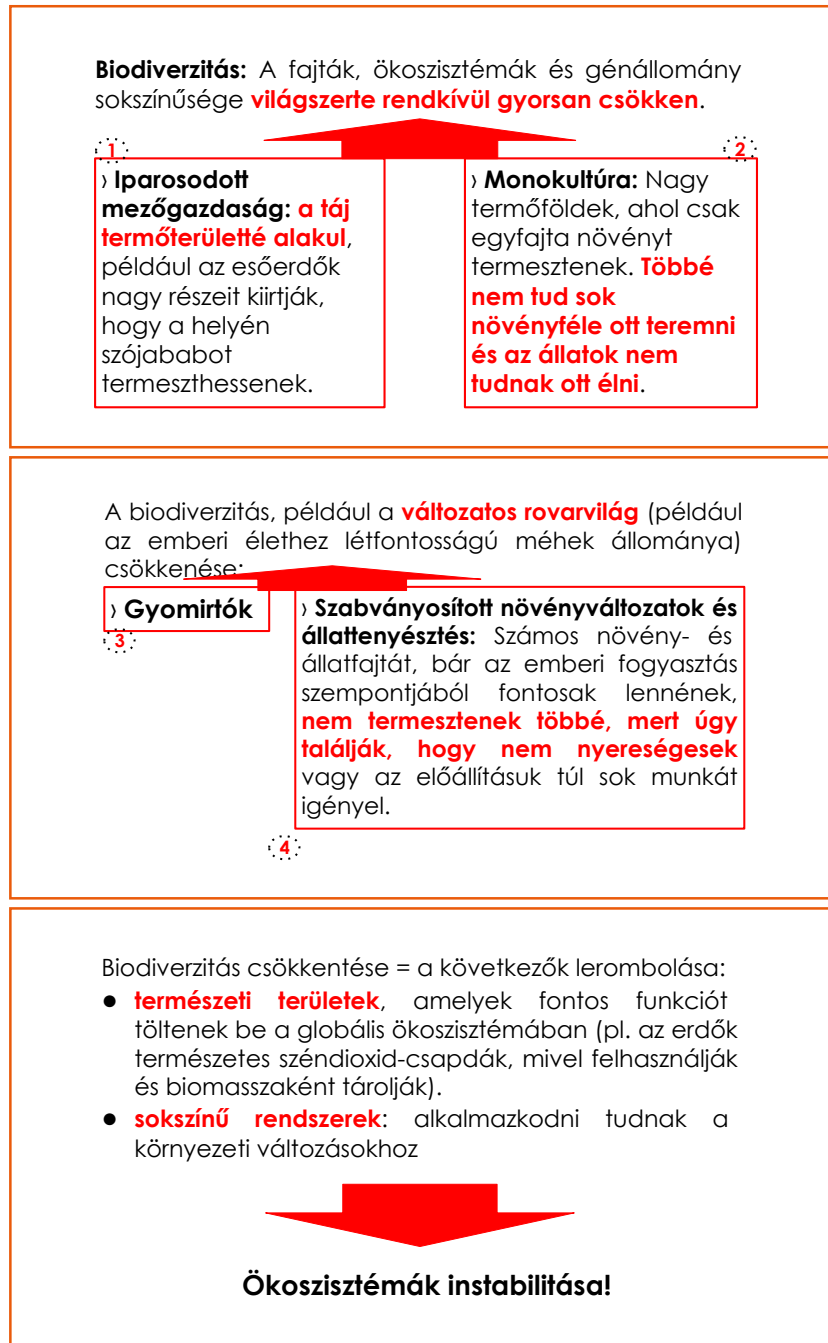 Biodiverzitás: A fajták, ökoszisztémák és génállomány
sokszínűsége világszerte rendkívül gyorsan csökken.
1
› Iparosodott
mezőgazdaság: a táj
termőterületté alakul,
például az esőerdők
nagy részeit kiirtják,
hogy a helyén
szójababot
termeszthessenek.
2
› Monokultúra: Nagy
termőföldek, ahol csak
egyfajta növényt
termesztenek. Többé
nem tud sok
növényféle ott teremni
és az állatok nem
tudnak ott élni.
A biodiverzitás, például a változatos rovarvilág (például
az emberi élethez létfontosságú méhek állománya)
csökkenése:
› Gyomirtók
3
› Szabványosított növényváltozatok és
állattenyésztés: Számos növény- és
állatfajtát, bár az emberi fogyasztás
szempontjából fontosak lennének,
nem termesztenek többé, mert úgy
találják, hogy nem nyereségesek
vagy az előállításuk túl sok munkát
igényel.
4
Biodiverzitás csökkentése = a következők lerombolása:
● természeti területek, amelyek fontos funkciót
töltenek be a globális ökoszisztémában (pl. az erdők
természetes széndioxid-csapdák, mivel felhasználják
és biomasszaként tárolják).
● sokszínű rendszerek: alkalmazkodni tudnak a
környezeti változásokhoz
Ökoszisztémák instabilitása!